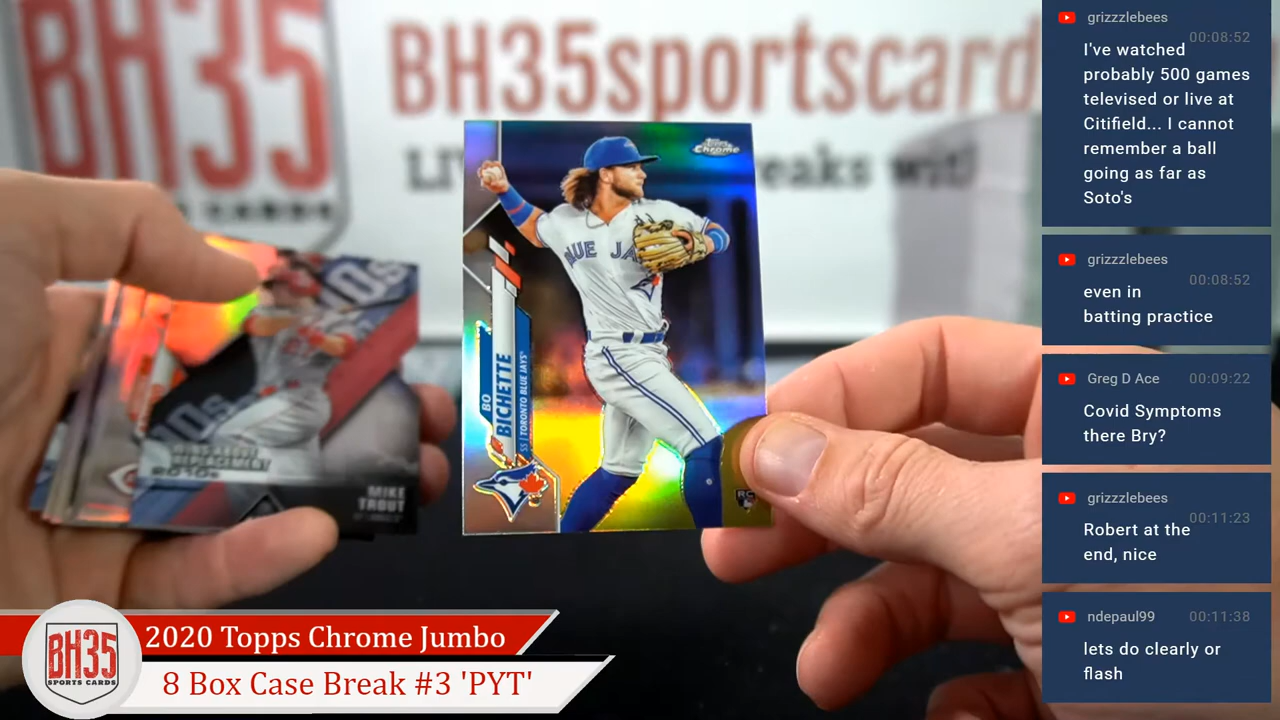 BH35
CARDS
BH35sportscard
Topps
Chrome
BLUE JA
BO
BICHETTE
SS | TORONTO BLUE JAYS
RC
MIKE
TROUT
grizzzlebees
00:08:52
I've watched
probably 500 games
televised or live at
Citifield... I cannot
remember a ball
going as far as
Soto's
grizzzlebees
00:08:52
even in
batting practice
Greg D Ace 00:09:22
Covid Symptoms
there Bry?
grizzzlebees
00:11:23
Robert at the
end, nice
ndepaul99 00:11:38
lets do clearly or
flash
BH35
SPORTS CARDS
2020 Topps Chrome Jumbo
8 Box Case Break #3 'PYT'